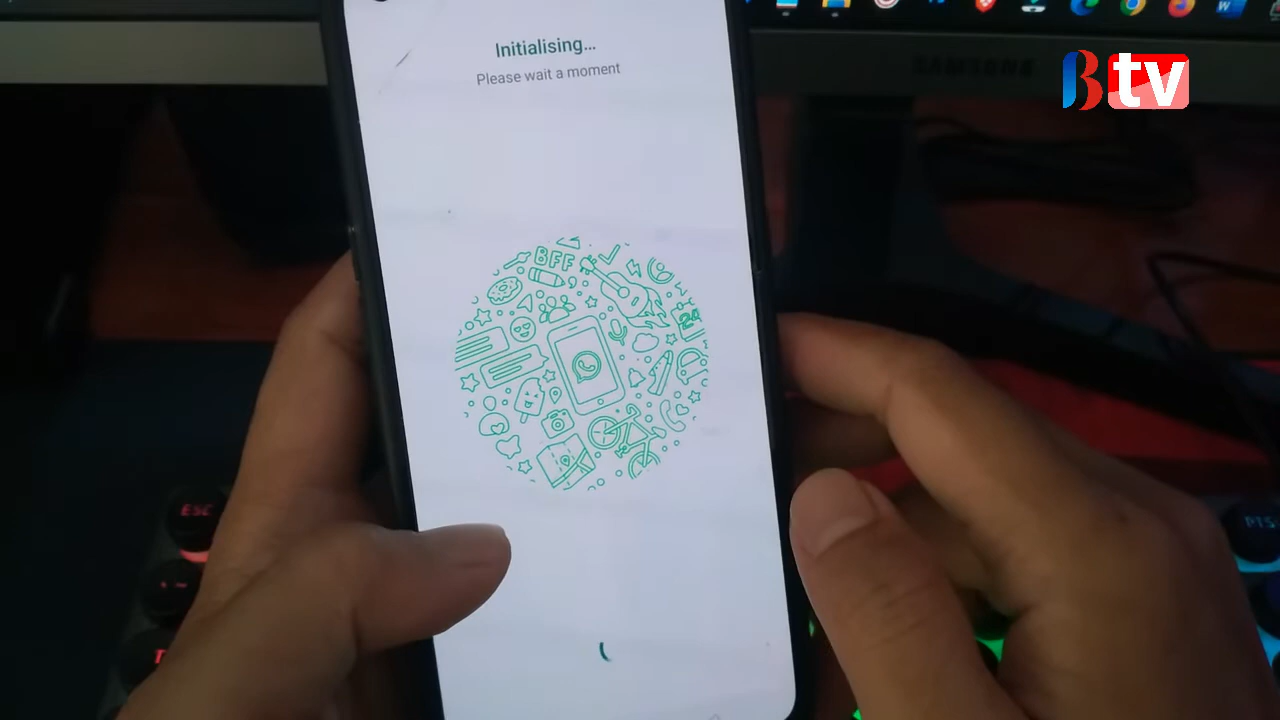 Initialising...
Please wait a moment
SAMSUNG
Btv
BFF
24
ESC
W